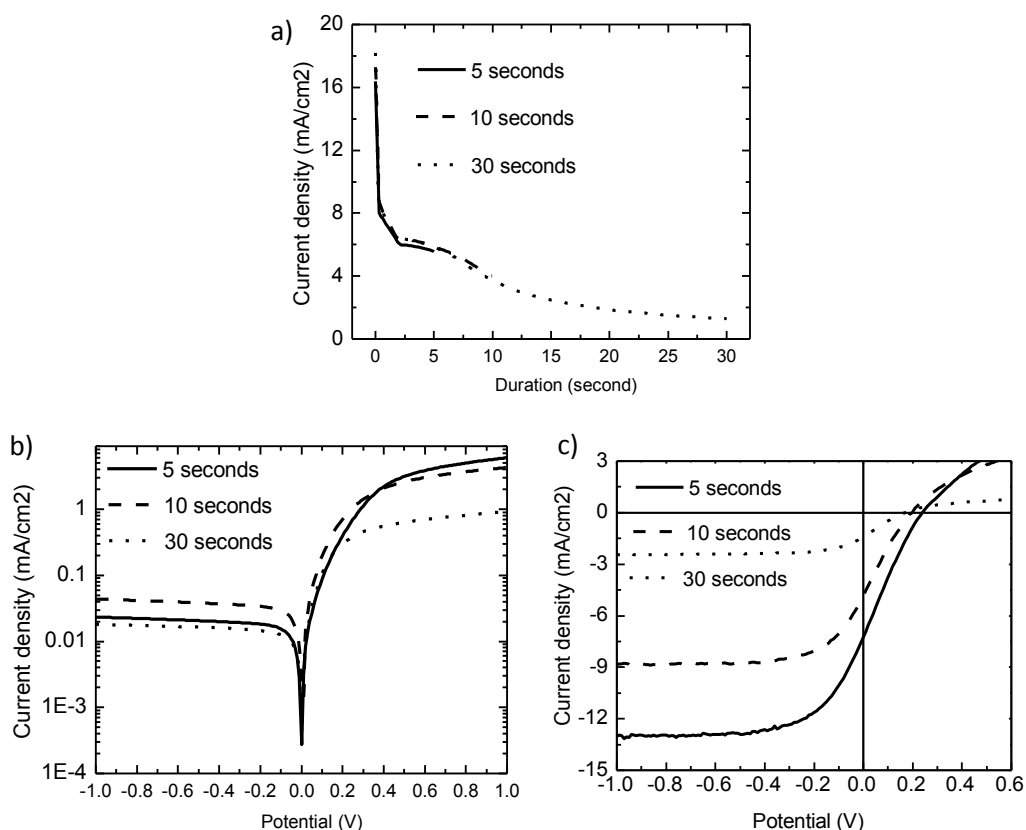 a)
Current density (mA/cm2)
20
16
12
8
4
0
5 seconds
10 seconds
30 seconds
0 5 10 15 20 25 30
Duration (second)
b)
Current density (mA/cm2)
1
0.1
0.01
1E-3
1E-4
5 seconds
10 seconds
30 seconds
-1.0 -0.8 -0.6 -0.4 -0.2 0.0 0.2 0.4 0.6 0.8 1.0
Potential (V)
c)
Current density (mA/cm2)
3
0
-3
-6
-9
-12
-15
5 seconds
10 seconds
30 seconds
-1.0 -0.8 -0.6 -0.4 -0.2 0.0 0.2 0.4 0.6
Potential (V)